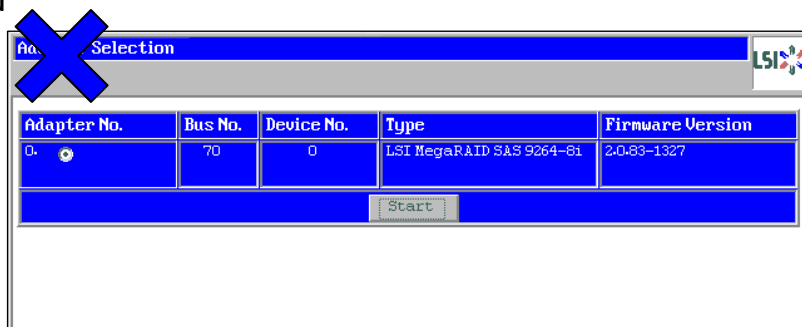 Selection
LSI
Adapter No. Bus No. Device No. Type Firmware Version
0. 70 0 LSI MegaRAID SAS 9264-8i 2.0.83-1327
Start